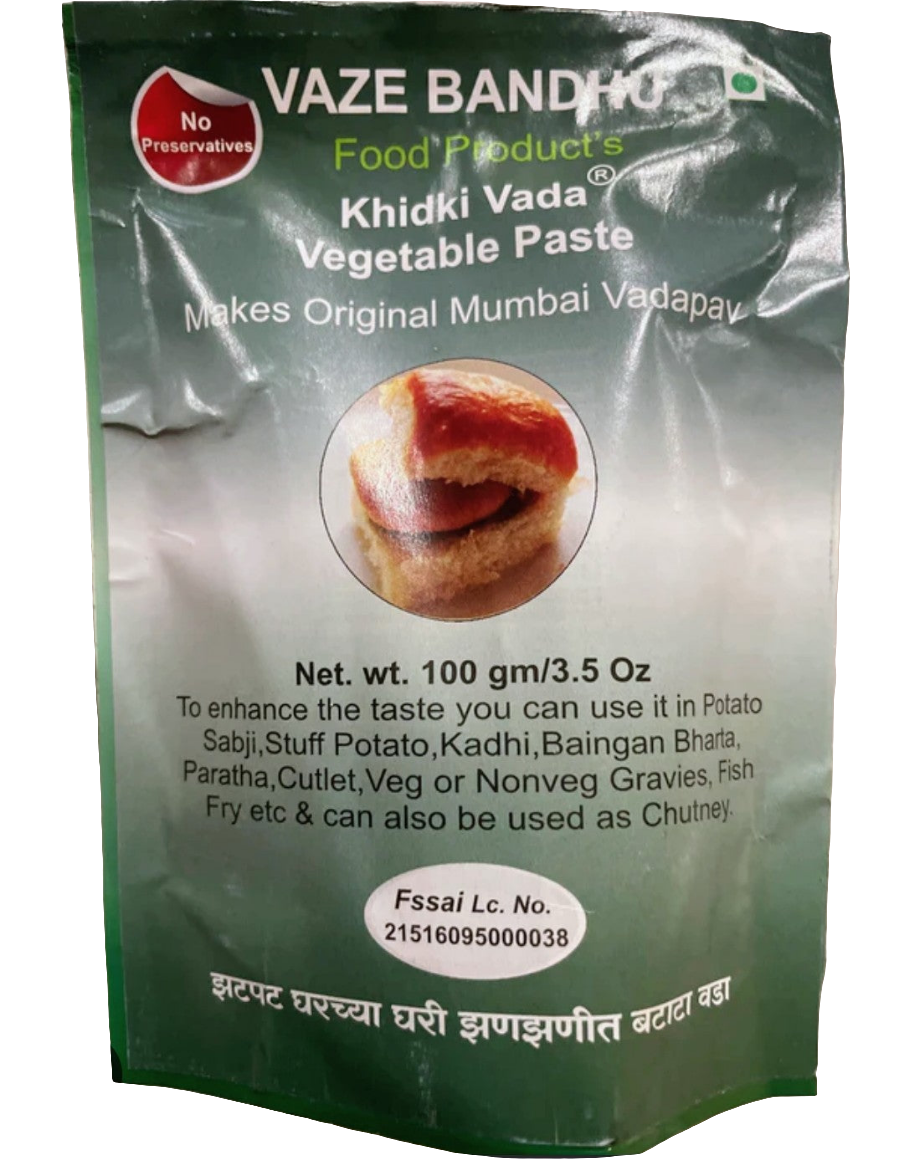 No
Preservatives
VAZE BANDHU
Food Product's
Khidki Vada®
Vegetable Paste
Makes Original Mumbai Vadapav
Net. wt. 100 gm/3.5 Oz
To enhance the taste you can use it in Potato
Sabji,Stuff Potato,Kadhi,Baingan Bharta,
Paratha,Cutlet,Veg or Nonveg Gravies, Fish
Fry etc & can also be used as Chutney.
Fssai Lc. No.
21516095000038
झटपट घरच्या घरी झणझणीत बटाटा वडा